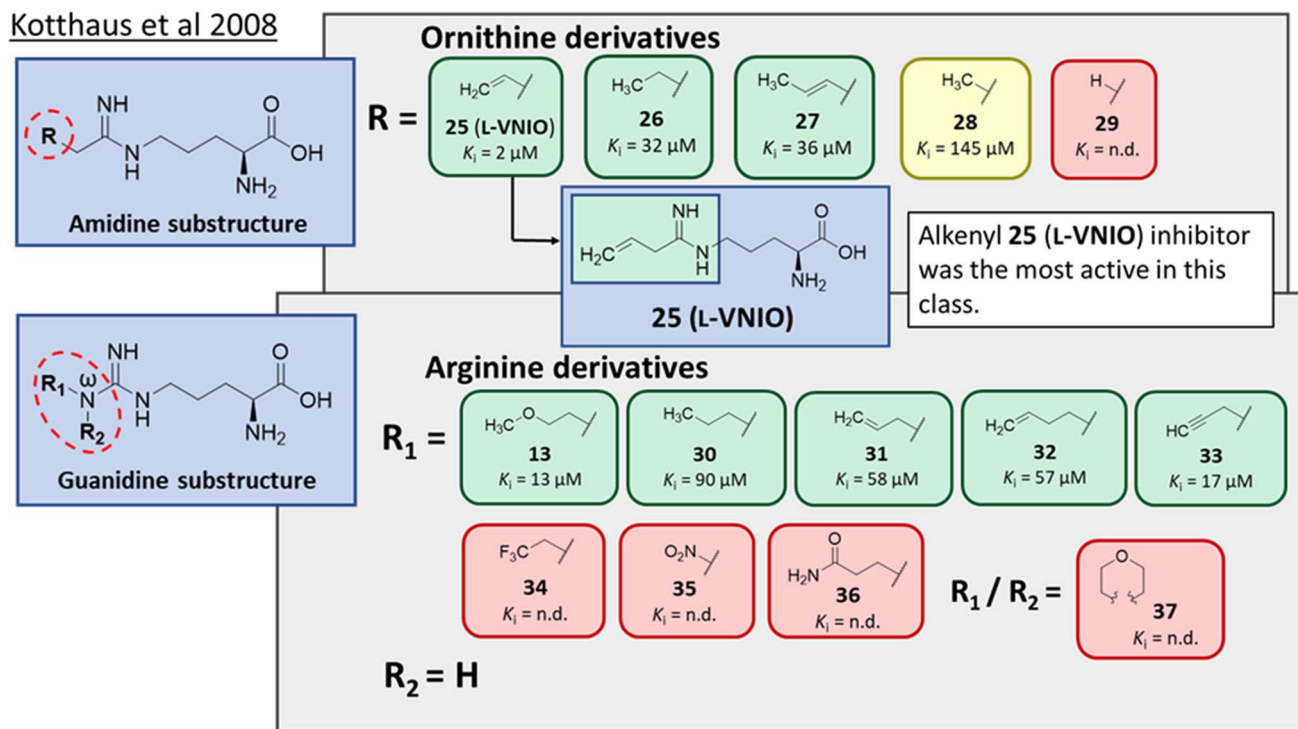 Kotthaus et al 2008
Ornithine derivatives
R
NH
N
H
O
OH
NH2
Amidine substructure
R =
H2C
25 (L-VNIO)
Ki = 2 µM
H3C
26
Ki = 32 µM
H3C
27
Ki = 36 µM
H3C
28
Ki = 145 µM
H
29
Ki = n.d.
H2C
NH
N
H
O
OH
NH2
25 (L-VNIO)
Alkenyl 25 (L-VNIO) inhibitor
was the most active in this
class.
R1
ω
N
R2
NH
N
H
O
OH
NH2
Guanidine substructure
Arginine derivatives
R1 =
H3C O
13
Ki = 13 µM
H3C
30
Ki = 90 µM
H2C
31
Ki = 58 µM
H2C
32
Ki = 57 µM
HC
33
Ki = 17 µM
F3C
34
Ki = n.d.
O2N
35
Ki = n.d.
O
H2N
36
Ki = n.d.
R1 / R2 =
O
37
Ki = n.d.
R2 = H